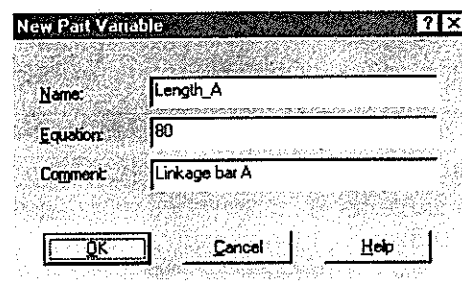 New Part Variable
Name: Length_A
Equation: 80
Comment: Linkage bar A
OK Cancel Help